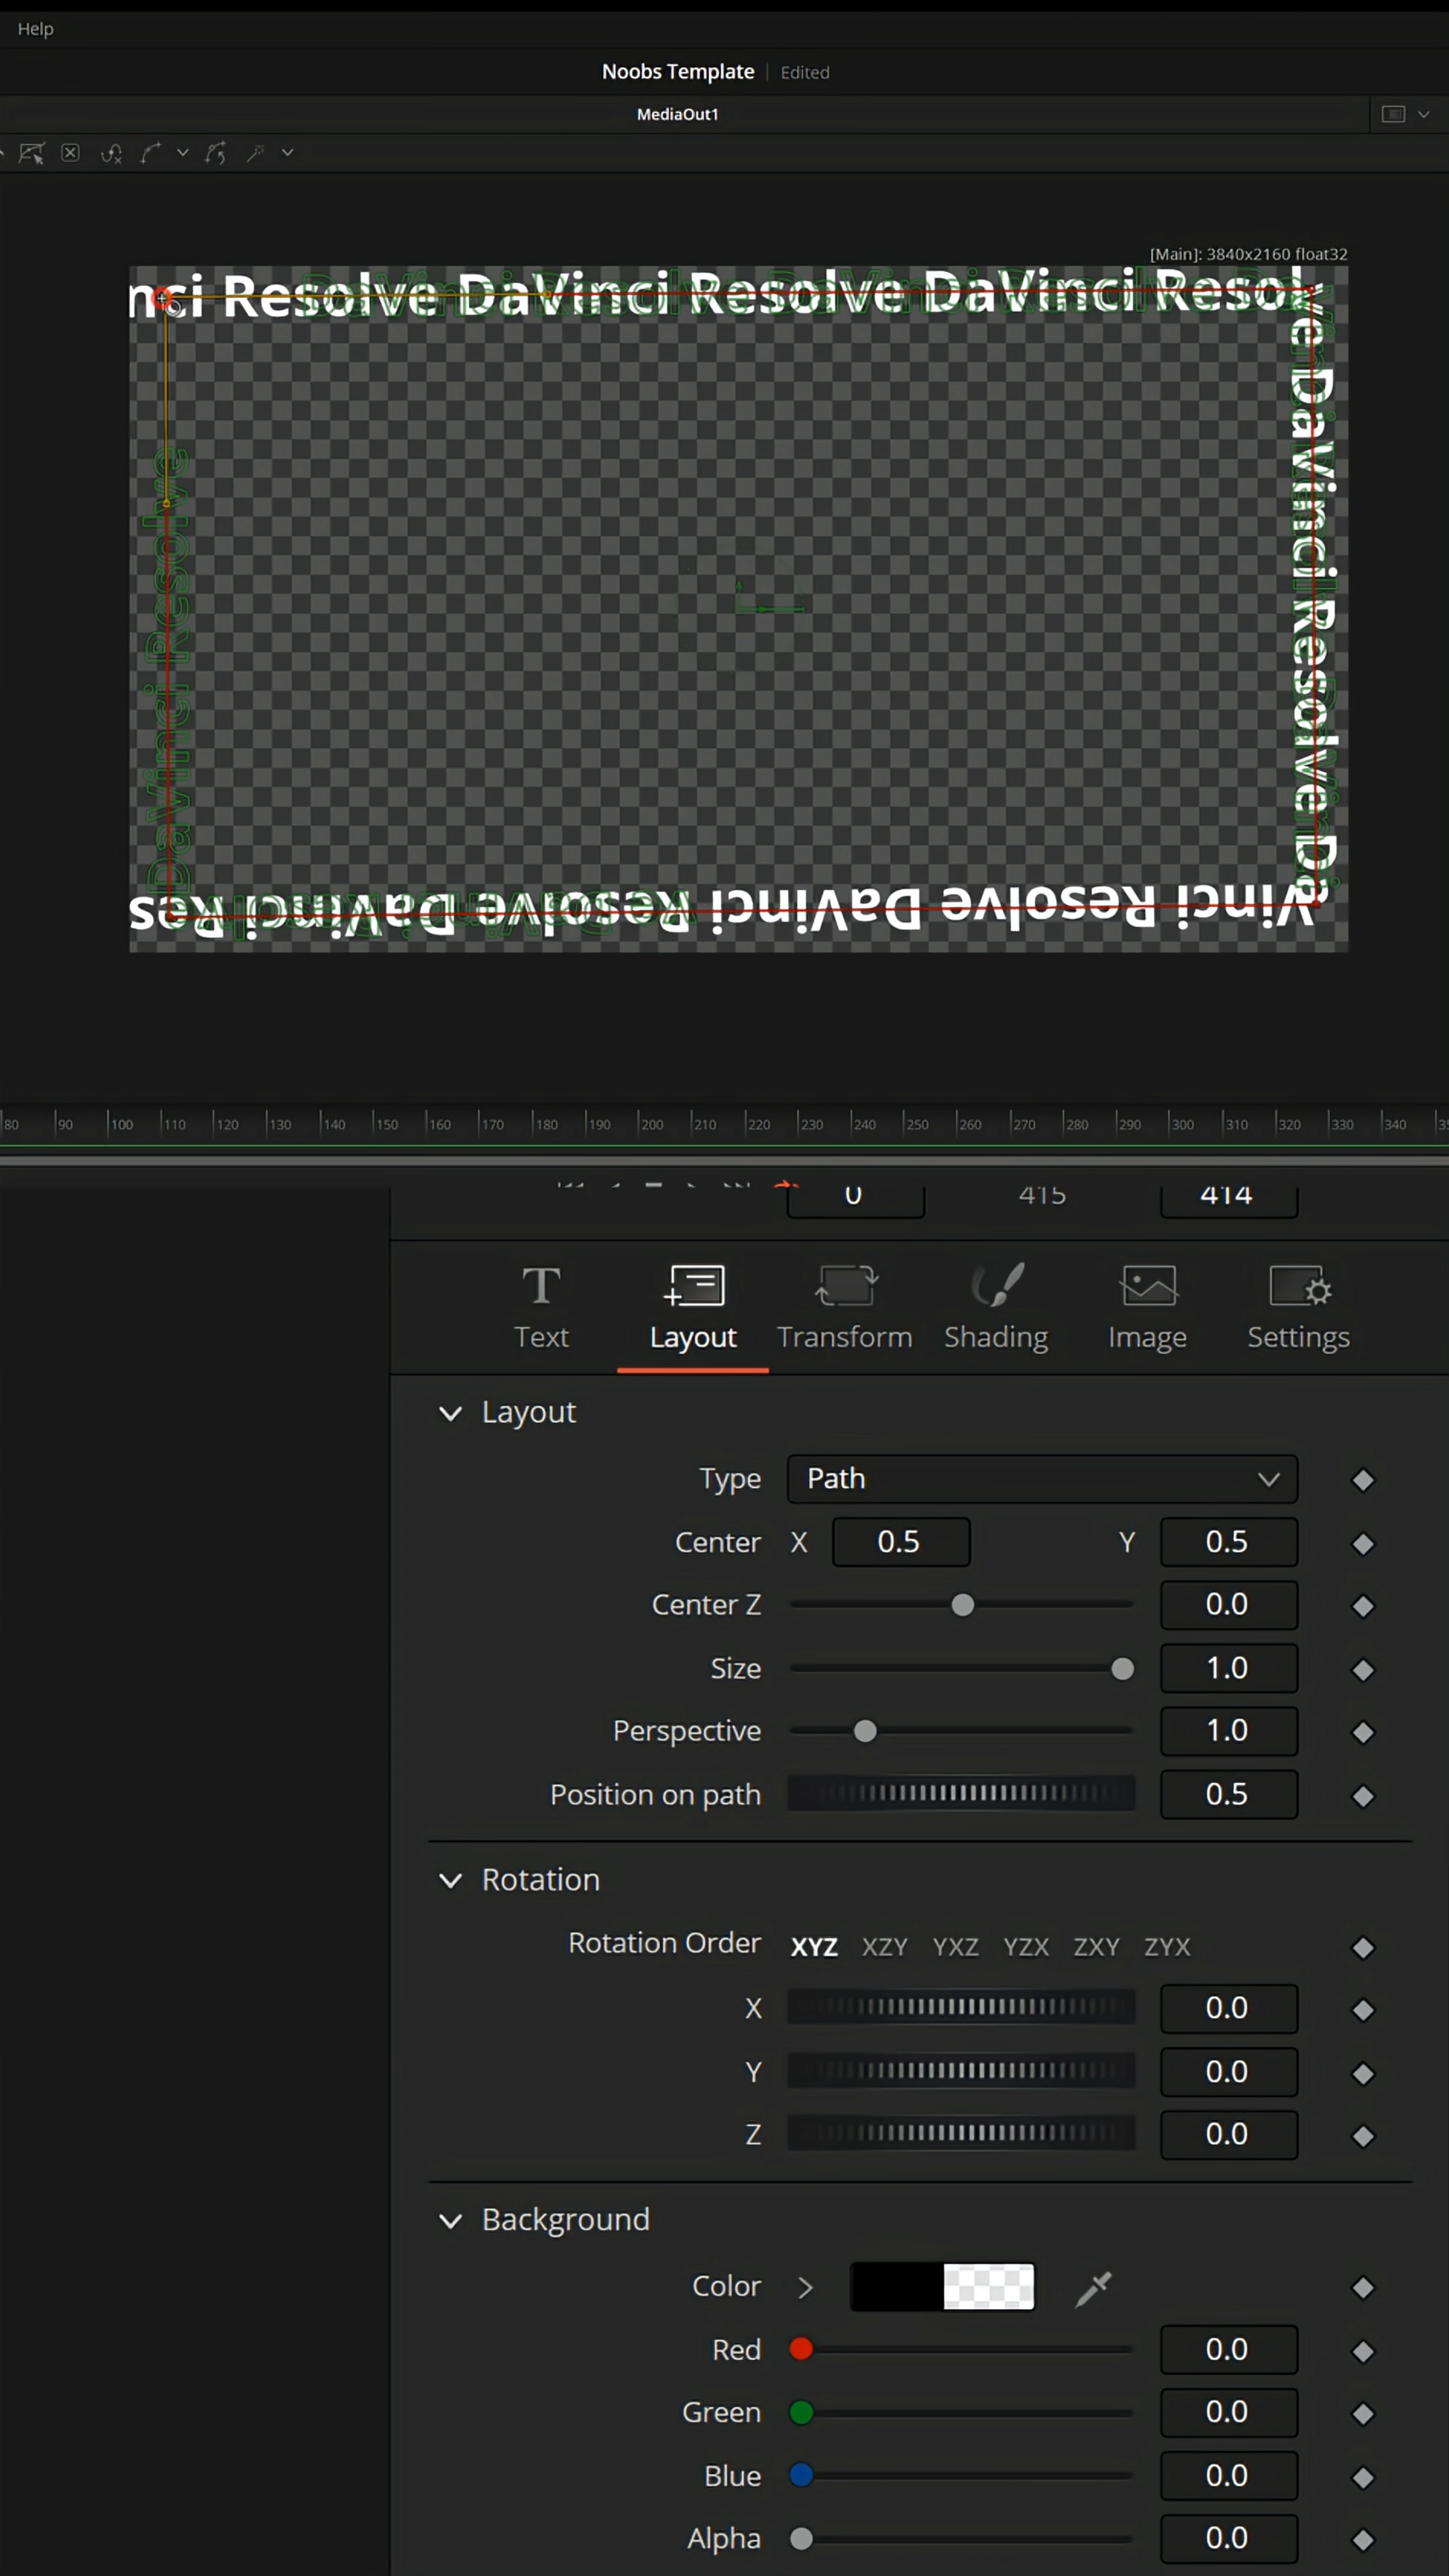 Help
Noobs Template | Edited
MediaOut1
[Main]: 3840x2160 float32
nci Resolve DaVinci Resolve DaVinci Resolve DaVinci Resolve Da
Vinci Resolve DaVinci Resolve DaVinci Res
DaVinci Resolve
80 90 100 110 120 130 140 150 160 170 180 190 200 210 220 230 240 250 260 270 280 290 300 310 320 330 340
0 415 414
Text Layout Transform Shading Image Settings
Layout
Type Path
Center X 0.5 Y 0.5
Center Z 0.0
Size 1.0
Perspective 1.0
Position on path 0.5
Rotation
Rotation Order XYZ XZY YXZ YZX ZXY ZYX
X 0.0
Y 0.0
Z 0.0
Background
Color
Red 0.0
Green 0.0
Blue 0.0
Alpha 0.0